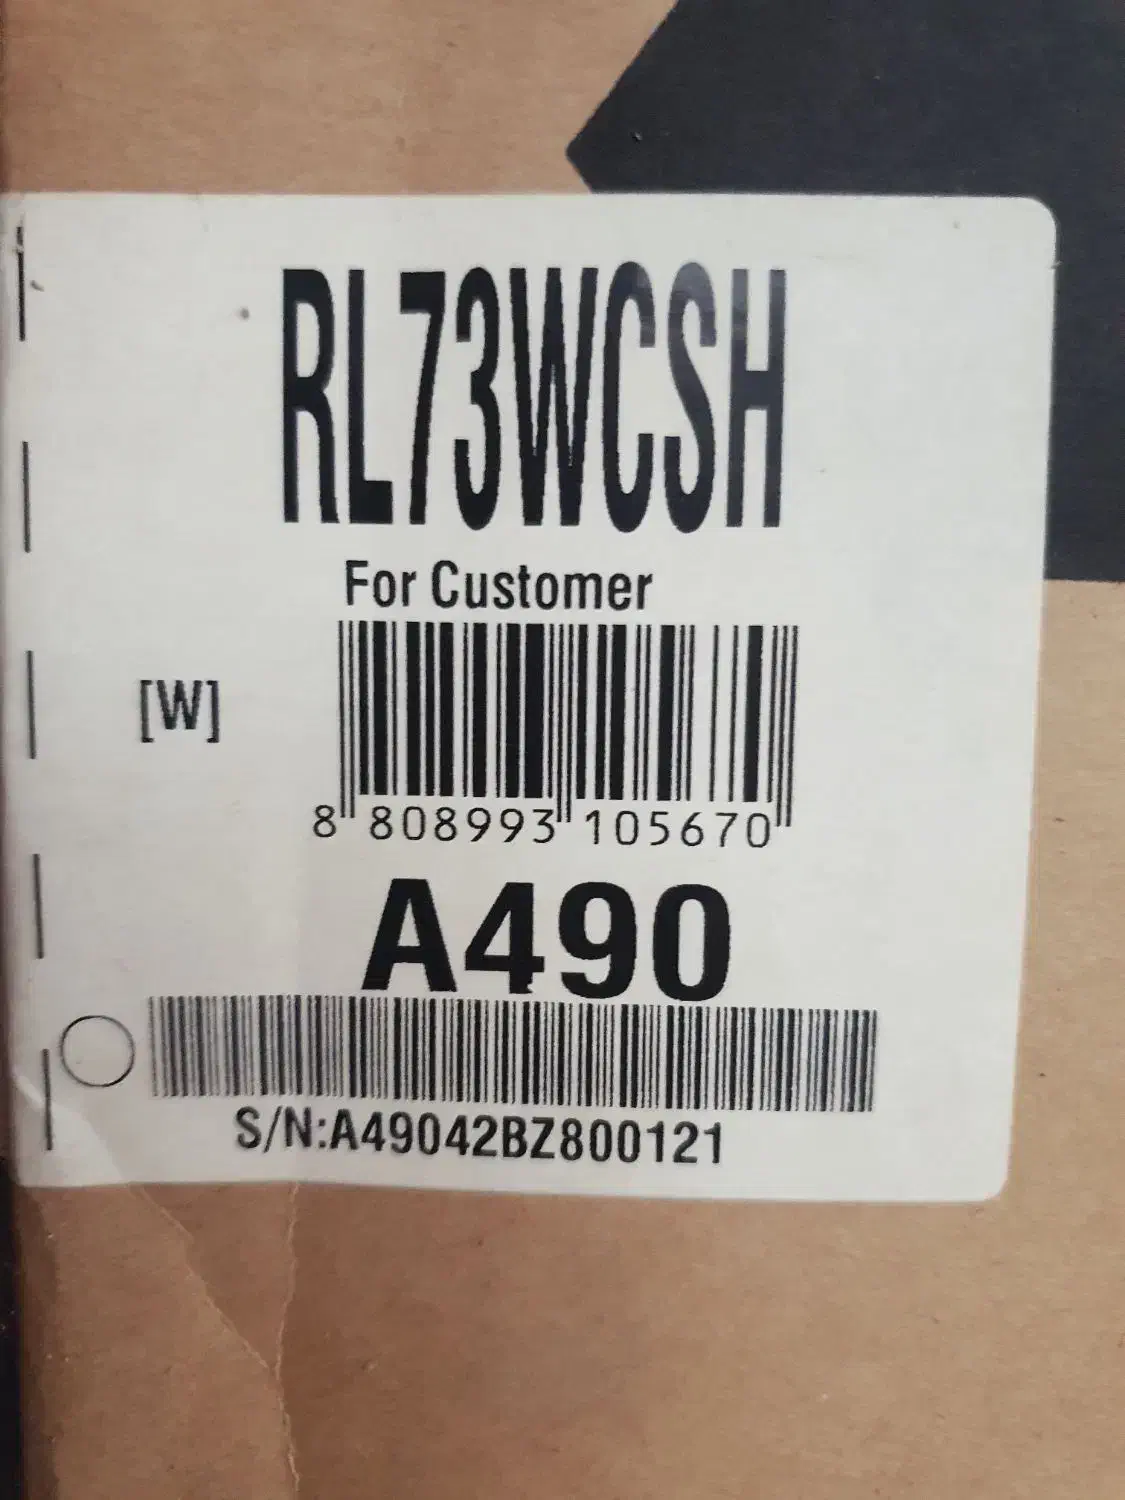 RL73WCSH
For Customer
[W]
8 808993 105670
A490
S/N:A49042BZ800121